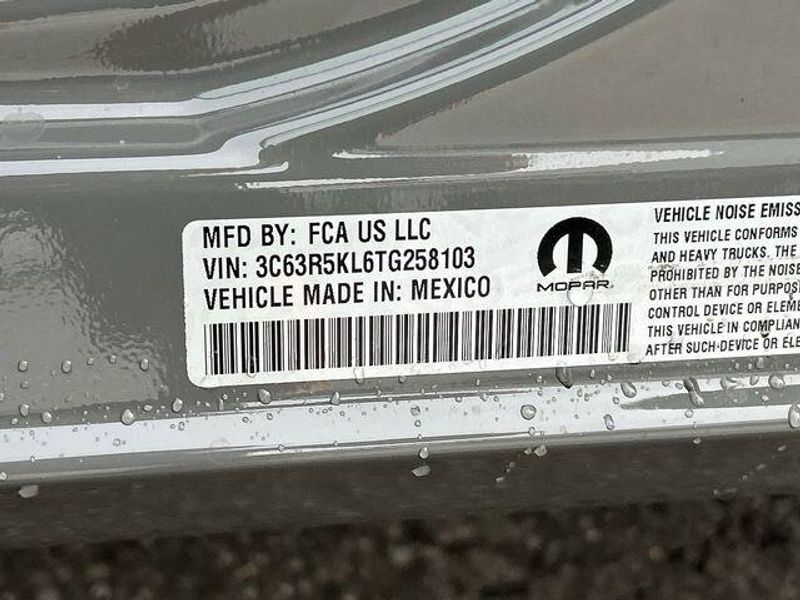 MFD BY: FCA US LLC
VIN: 3C63R5KL6TG258103
VEHICLE MADE IN: MEXICO
MOPAR
VEHICLE NOISE EMISS
THIS VEHICLE CONFORMS
AND HEAVY TRUCKS. THE
PROHIBITED BY THE NOISE
OTHER THAN FOR PURPOS
CONTROL DEVICE OR ELEME
THIS VEHICLE IN COMPLIAN
AFTER SUCH DEVICE OR ELE